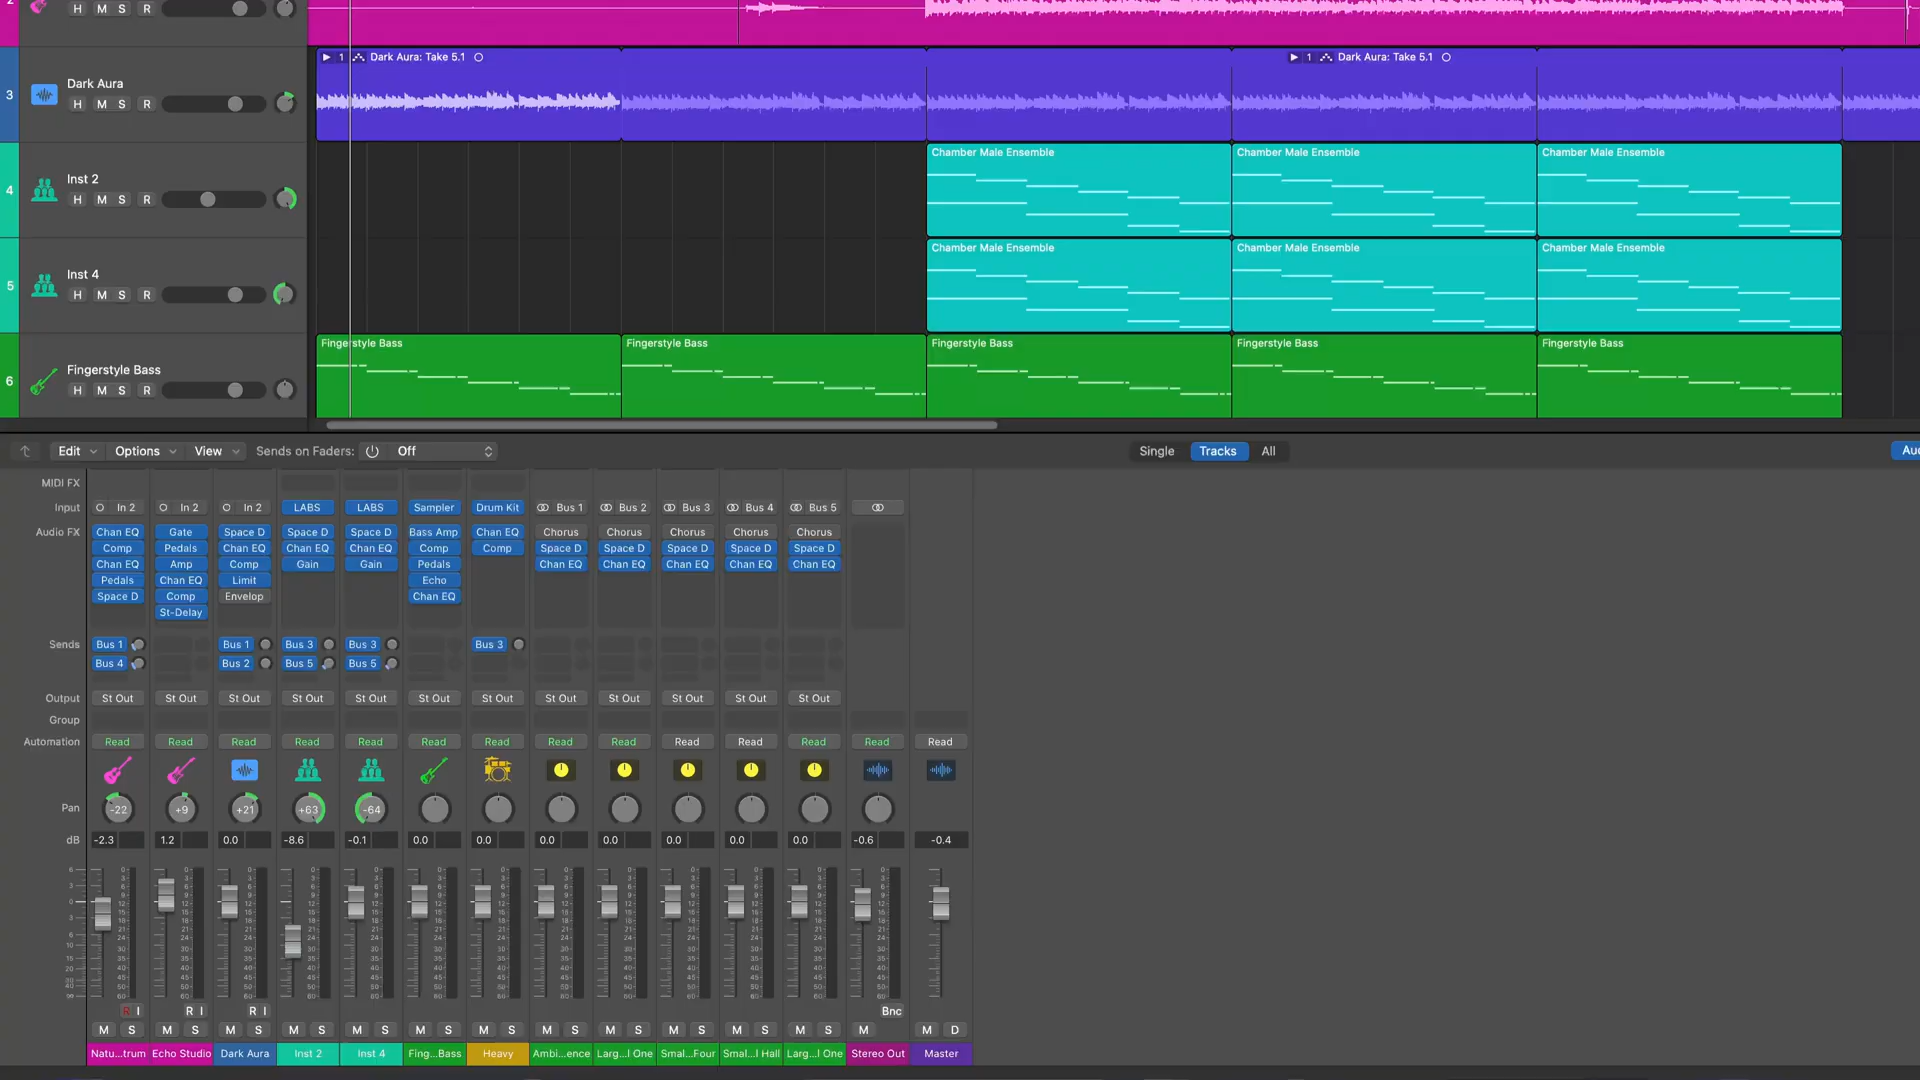 2
H M S R
▶ 1 Dark Aura: Take 5.1 ▶ 1 Dark Aura: Take 5.1
3 Dark Aura
H M S R
Chamber Male Ensemble Chamber Male Ensemble Chamber Male Ensemble
4 Inst 2
H M S R
Chamber Male Ensemble Chamber Male Ensemble Chamber Male Ensemble
5 Inst 4
H M S R
Fingerstyle Bass Fingerstyle Bass Fingerstyle Bass Fingerstyle Bass Fingerstyle Bass
6 Fingerstyle Bass
H M S R
Edit Options View Sends on Faders: Off Single Tracks All
MIDI FX
Input In 2 In 2 In 2 LABS LABS Sampler Drum Kit Bus 1 Bus 2 Bus 3 Bus 4 Bus 5
Audio FX Chan EQ Gate Space D Space D Space D Bass Amp Chan EQ Chorus Chorus Chorus Chorus Chorus
Comp Pedals Chan EQ Chan EQ Chan EQ Comp Comp Space D Space D Space D Space D Space D
Chan EQ Amp Comp Gain Gain Pedals Chan EQ Chan EQ Chan EQ Chan EQ Chan EQ
Pedals Chan EQ Limit Echo
Space D Comp Envelop Chan EQ
St-Delay
Sends Bus 1 Bus 1 Bus 3 Bus 3 Bus 3
Bus 4 Bus 2 Bus 5 Bus 5
Output St Out St Out St Out St Out St Out St Out St Out St Out St Out St Out St Out St Out
Group
Automation Read Read Read Read Read Read Read Read Read Read Read Read Read Read
Pan -22 +9 +21 +63 -64
dB -2.3 1.2 0.0 -8.6 -0.1 0.0 0.0 0.0 0.0 0.0 0.0 0.0 -0.6 -0.4
R I R I R I Bnc
M S M S M S M S M S M S M S M S M S M S M S M S M M D
Natu...trum Echo Studio Dark Aura Inst 2 Inst 4 Fing...Bass Heavy Ambi...ence Larg...l One Smal...Four Smal...l Hall Larg...l One Stereo Out Master